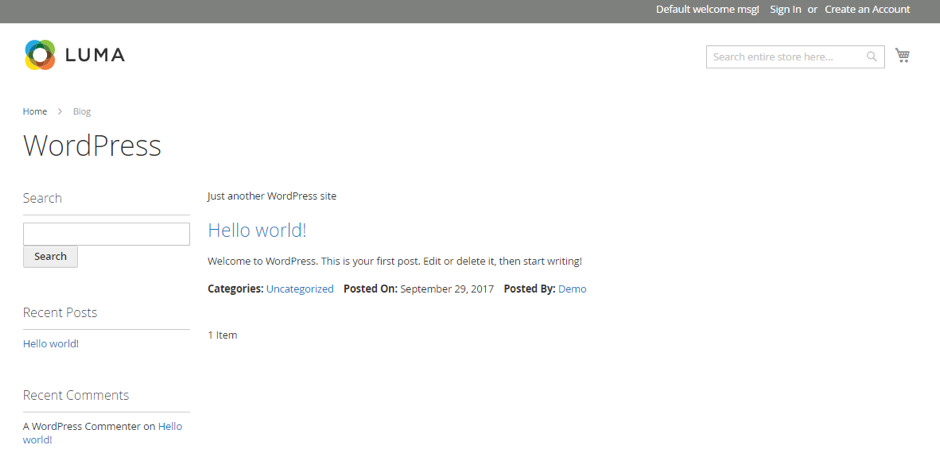 Default welcome msg! Sign In or Create an Account
LUMA
Search entire store here...
Home > Blog
WordPress
Search
Search
Recent Posts
Hello world!
Recent Comments
A WordPress Commenter on Hello
world!
Just another WordPress site
Hello world!
Welcome to WordPress. This is your first post. Edit or delete it, then start writing!
Categories: Uncategorized Posted On: September 29, 2017 Posted By: Demo
1 Item